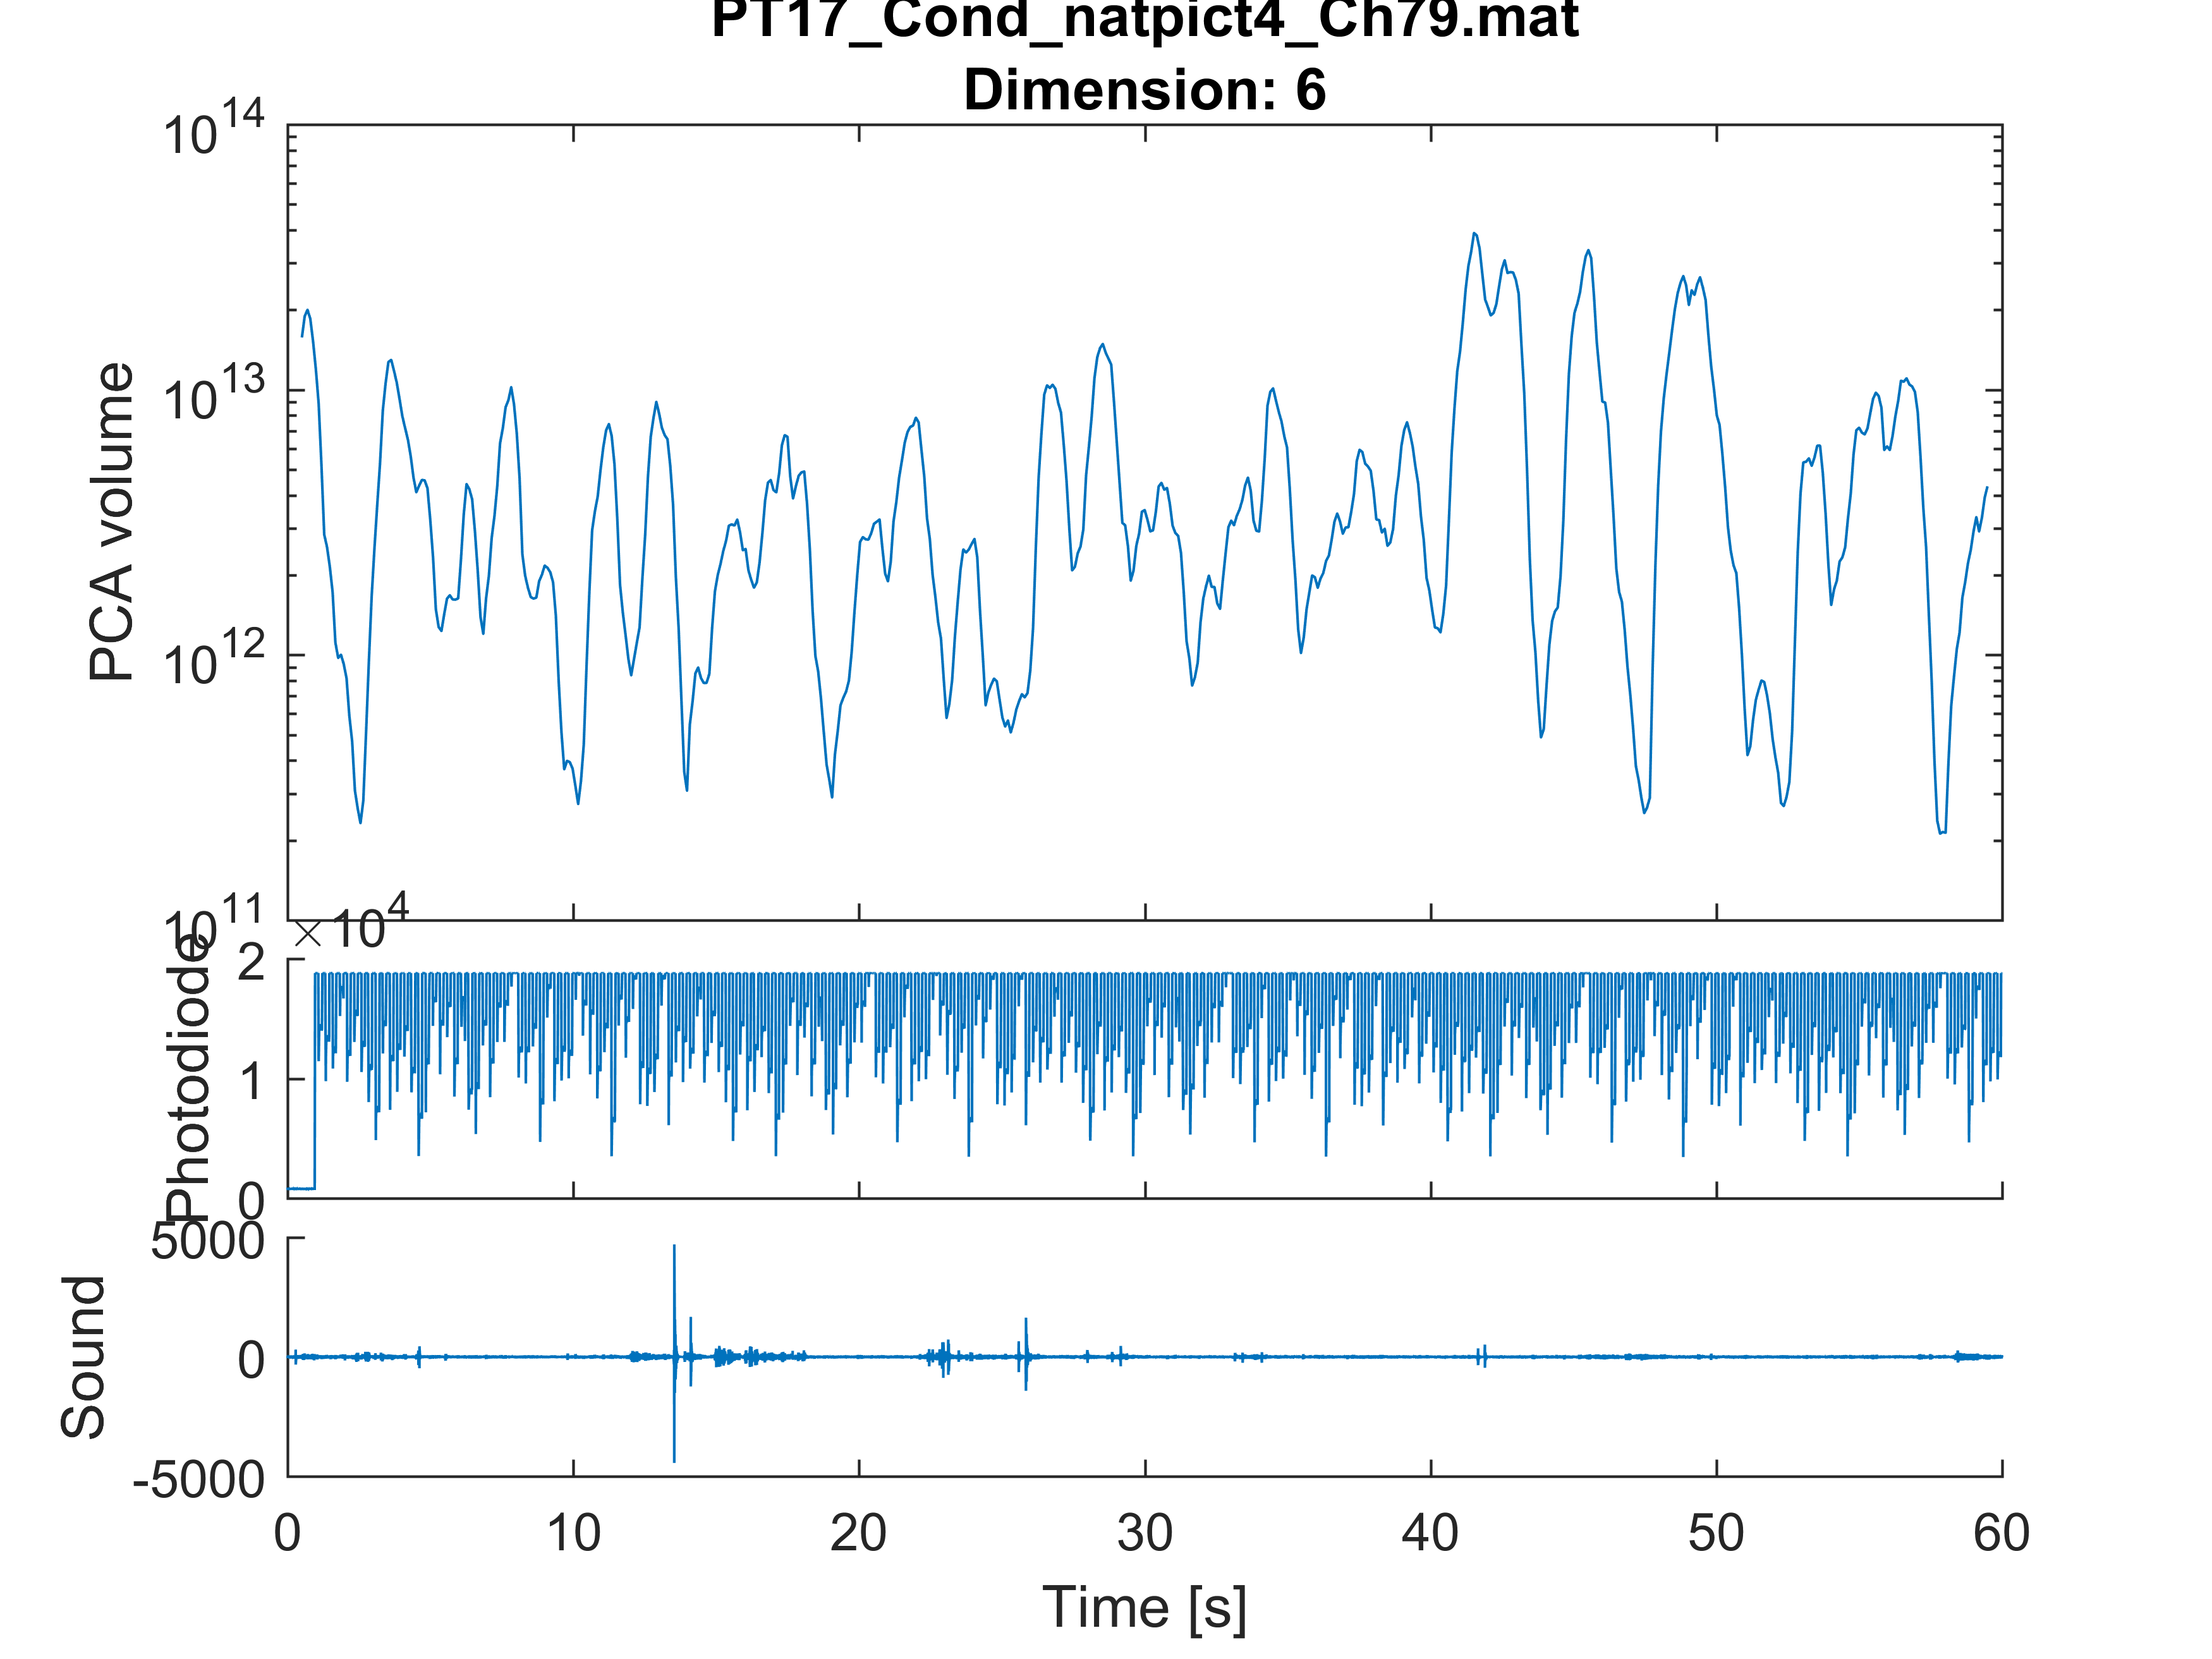 PT17_Cond_natpict4_Ch79.mat
Dimension: 6
10^14
10^13
10^12
10^11
PCA volume
× 10^4
2
1
0
Photodiode
5000
0
-5000
Sound
0 10 20 30 40 50 60
Time [s]